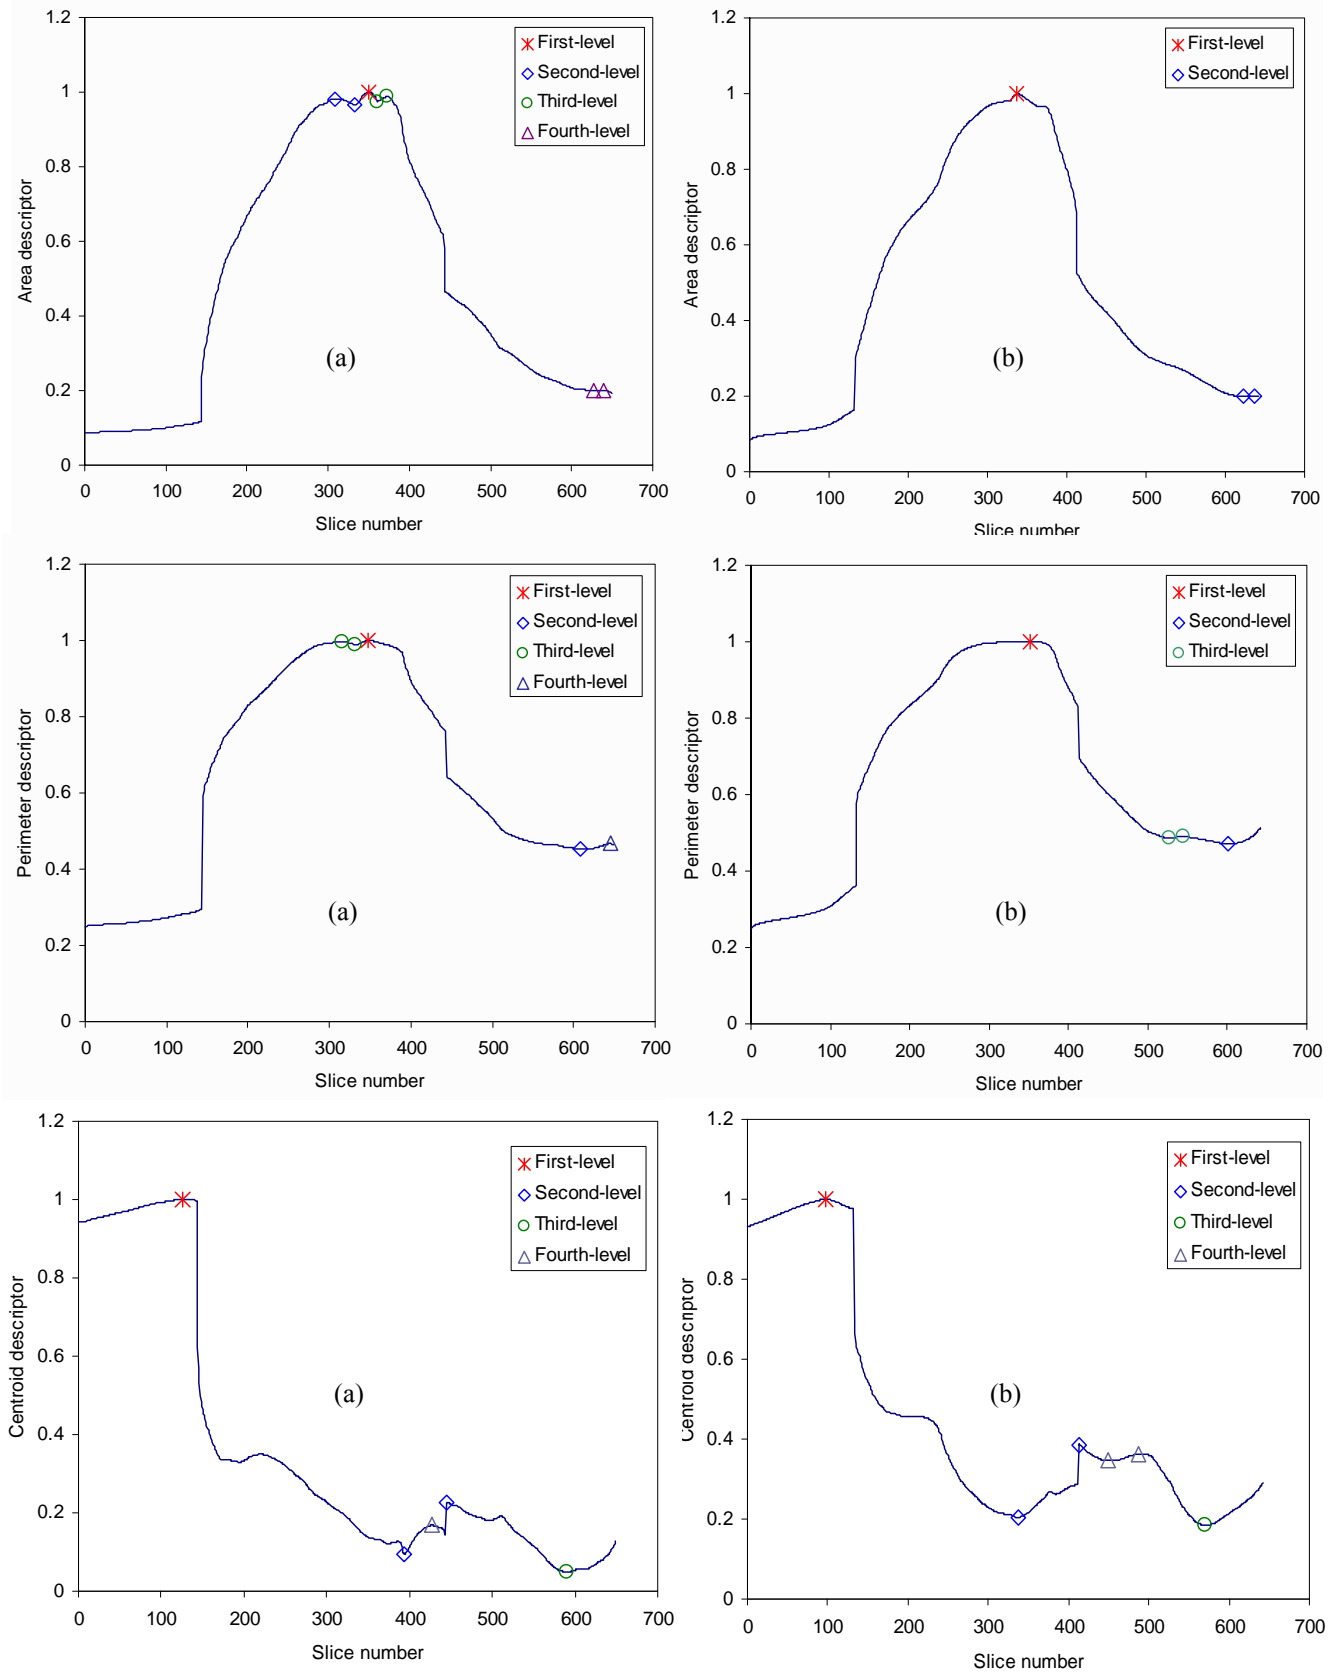 1.2
1
0.8
0.6
0.4
0.2
0
Area descriptor
First-level
Second-level
Third-level
Fourth-level
(a)
0 100 200 300 400 500 600 700
Slice number
1.2
1
0.8
0.6
0.4
0.2
0
Area descriptor
First-level
Second-level
(b)
0 100 200 300 400 500 600 700
Slice number
1.2
1
0.8
0.6
0.4
0.2
0
Perimeter descriptor
First-level
Second-level
Third-level
Fourth-level
(a)
0 100 200 300 400 500 600 700
Slice number
1.2
1
0.8
0.6
0.4
0.2
0
Perimeter descriptor
First-level
Second-level
Third-level
(b)
0 100 200 300 400 500 600 700
Slice number
1.2
1
0.8
0.6
0.4
0.2
0
Centroid descriptor
First-level
Second-level
Third-level
Fourth-level
(a)
0 100 200 300 400 500 600 700
Slice number
1.2
1
0.8
0.6
0.4
0.2
0
Centroid descriptor
First-level
Second-level
Third-level
Fourth-level
(b)
0 100 200 300 400 500 600 700
Slice number